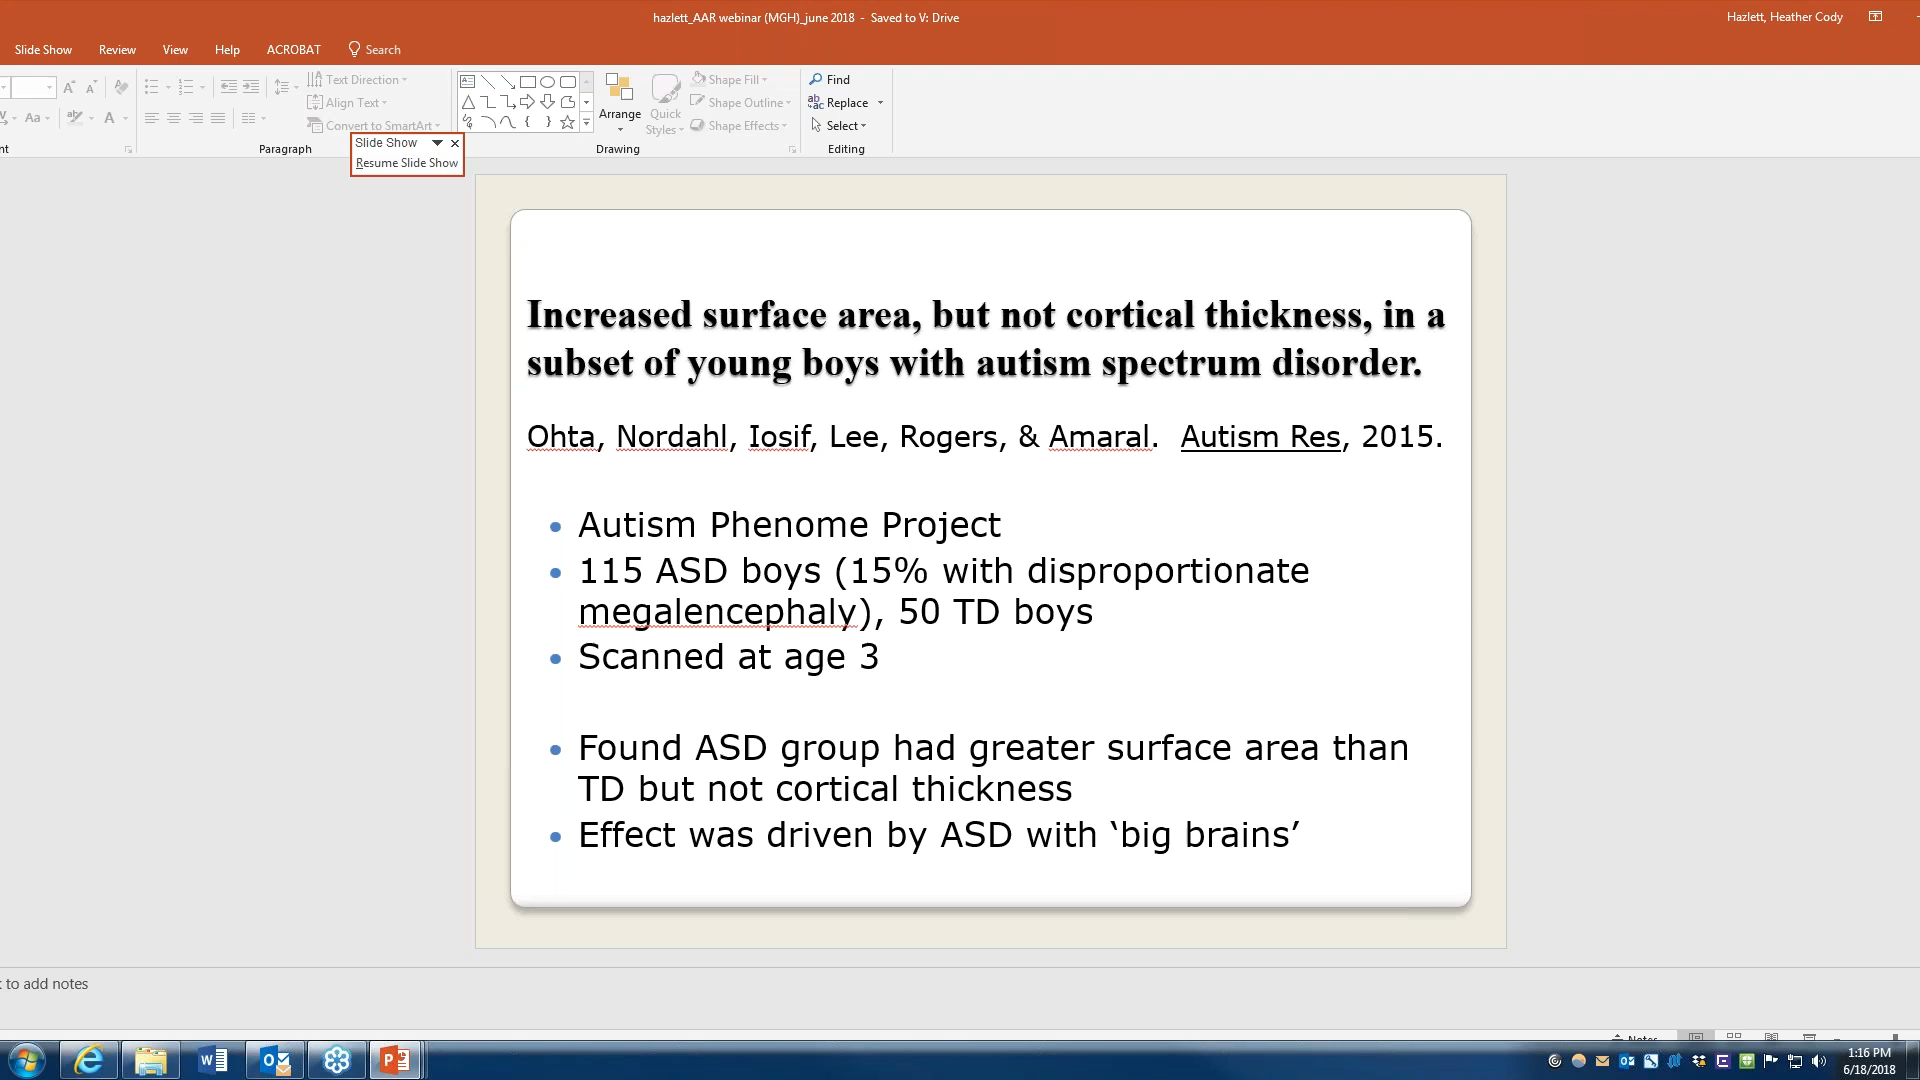 hazlett_AAR webinar (MGH)_june 2018 - Saved to V: Drive
Hazlett, Heather Cody
Slide Show Review View Help ACROBAT Search
Text Direction
Align Text
Convert to SmartArt
Aa
Arrange
Quick Styles
Shape Fill
Shape Outline
Shape Effects
Find
Replace
Select
Paragraph
Drawing
Editing
Slide Show
Resume Slide Show
Increased surface area, but not cortical thickness, in a
subset of young boys with autism spectrum disorder.
Ohta, Nordahl, Iosif, Lee, Rogers, & Amaral. Autism Res, 2015.
• Autism Phenome Project
• 115 ASD boys (15% with disproportionate
megalencephaly), 50 TD boys
• Scanned at age 3
• Found ASD group had greater surface area than
TD but not cortical thickness
• Effect was driven by ASD with ‘big brains’
to add notes
Notes
1:16 PM
6/18/2018